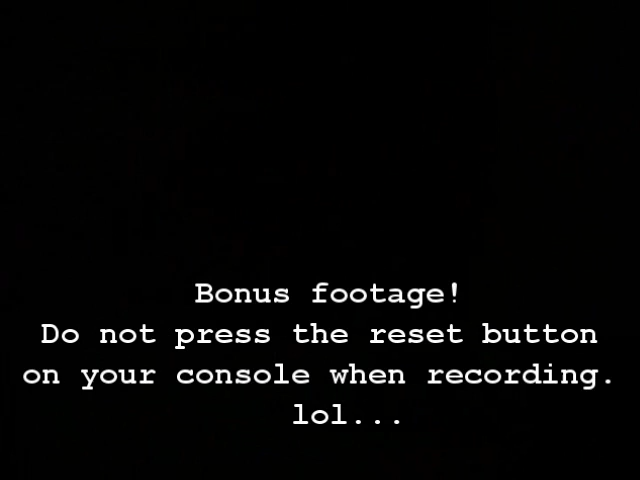 Bonus footage!
Do not press the reset button
on your console when recording.
lol...